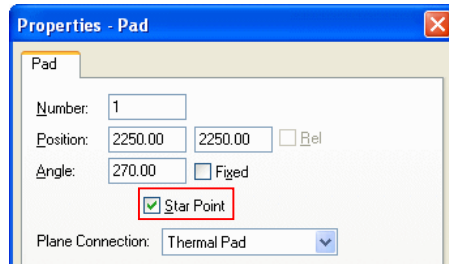 Properties - Pad
Pad
Number: 1
Position: 2250.00 2250.00 Rel
Angle: 270.00 Fixed
Star Point
Plane Connection: Thermal Pad